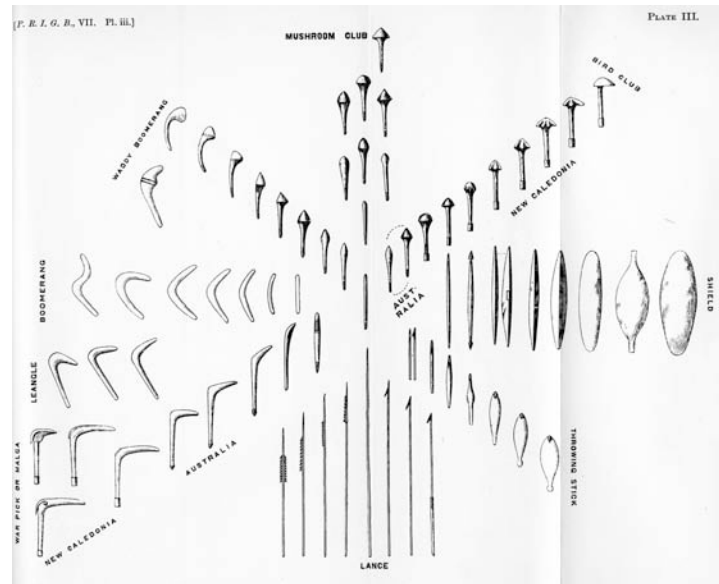 [P. R. I. G. B., VII. Pl. iii.]
PLATE III.
MUSHROOM CLUB
BIRD CLUB
WADDY BOOMERANG
NEW CALEDONIA
AUST-
RALIA
BOOMERANG
SHIELD
LEANGLE
AUSTRALIA
THROWING STICK
WAR PICK OR MALGA
NEW CALEDONIA
LANCE